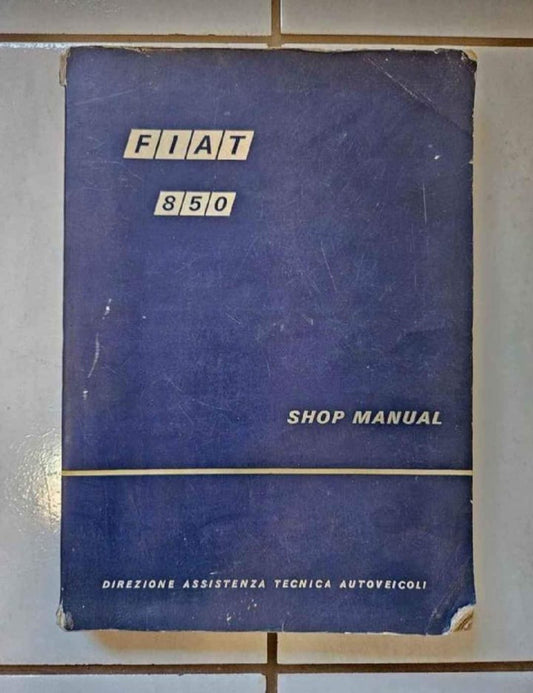 FIAT
850
SHOP MANUAL
DIREZIONE ASSISTENZA TECNICA AUTOVEICOLI